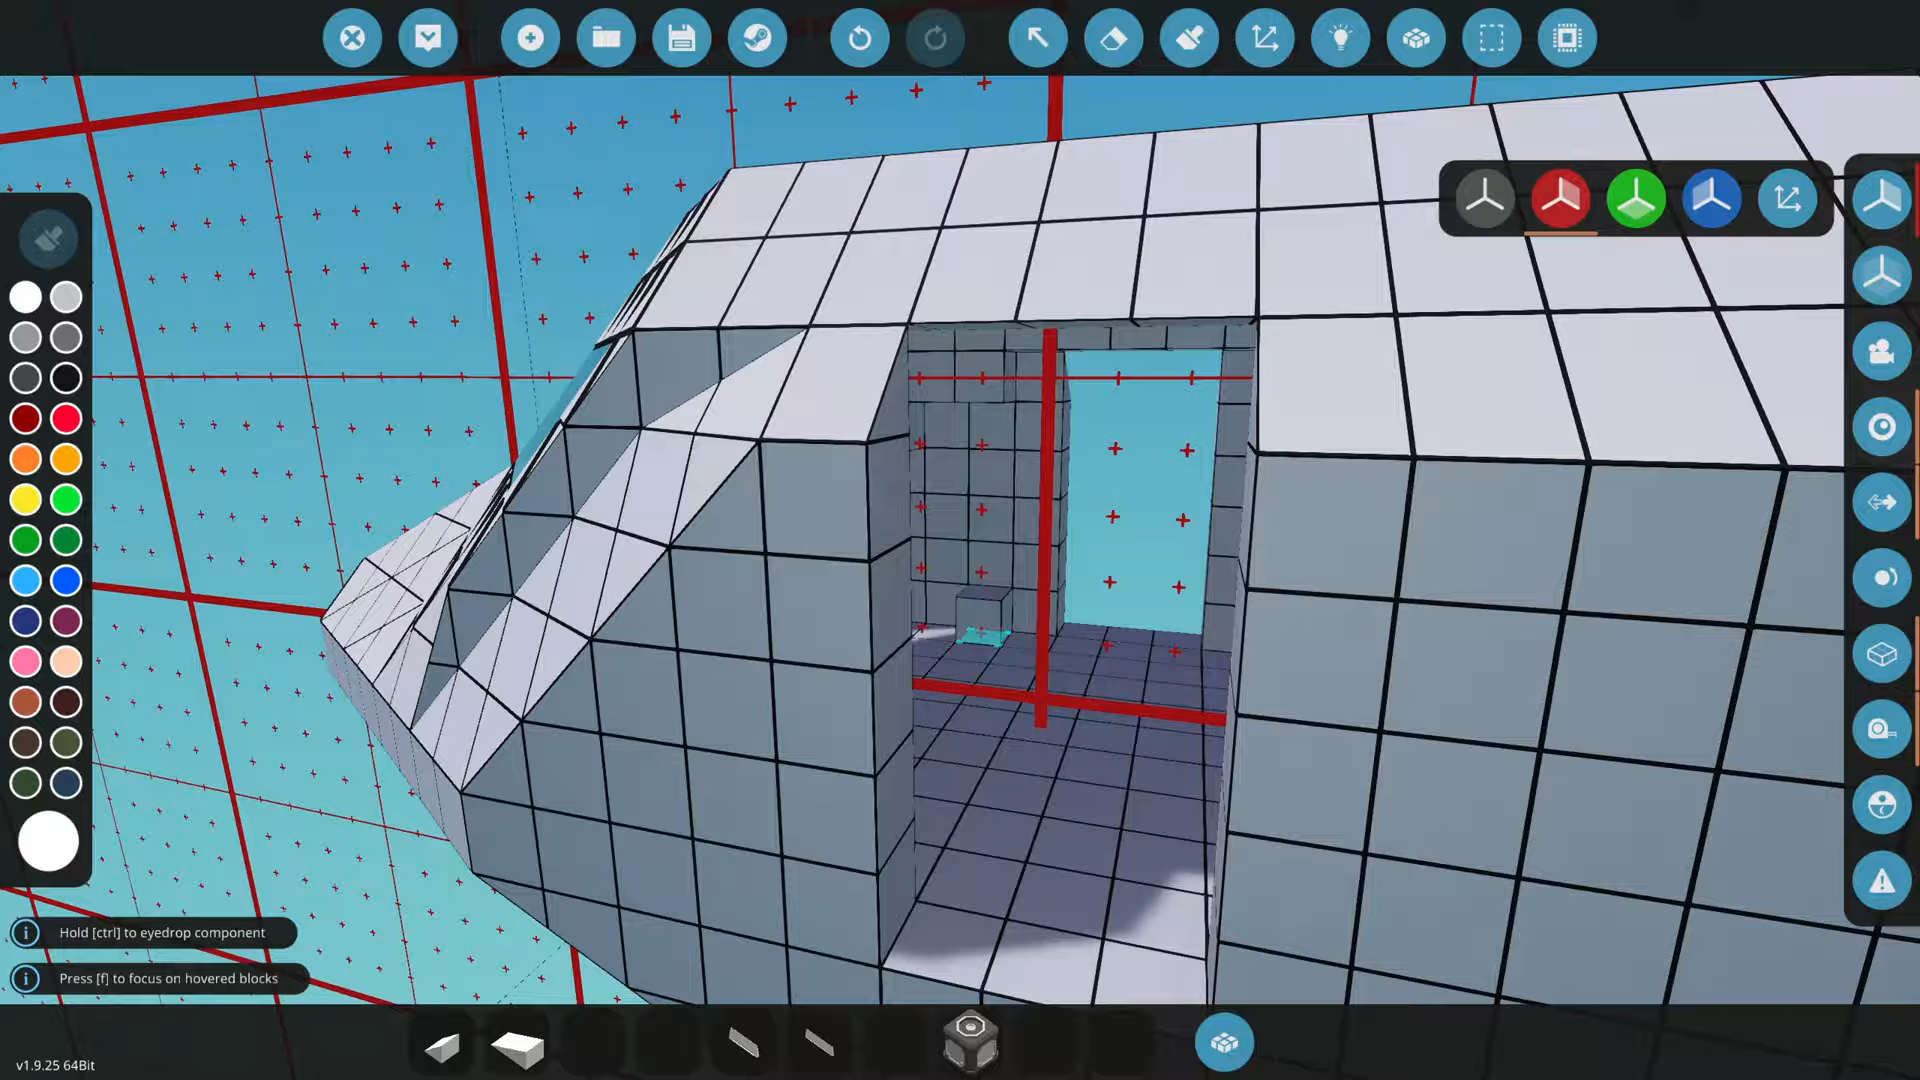 Hold [ctrl] to eyedrop component
Press [f] to focus on hovered blocks
v1.9.25 64Bit